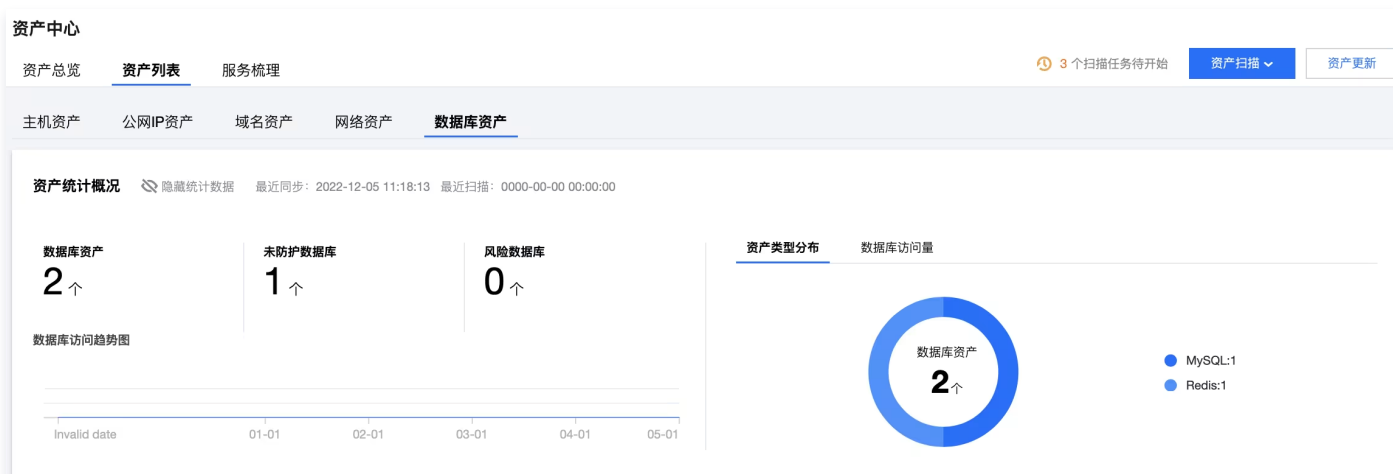 资产中心
资产总览 资产列表 服务梳理 3 个扫描任务待开始 资产扫描 资产更新
主机资产 公网IP资产 域名资产 网络资产 数据库资产
资产统计概况 隐藏统计数据 最近同步：2022-12-05 11:18:13 最近扫描：0000-00-00 00:00:00
数据库资产 未防护数据库 风险数据库 资产类型分布 数据库访问量
2 个 1 个 0 个
数据库访问趋势图
数据库资产
2 个
MySQL:1
Redis:1
Invalid date 01-01 02-01 03-01 04-01 05-01